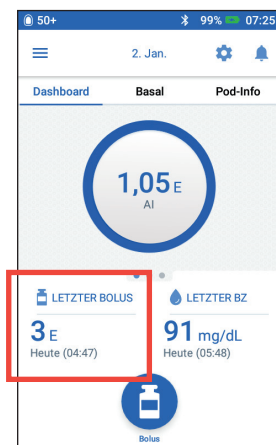 50+ 99% 07:25
2. Jan.
Dashboard Basal Pod-Info
1,05 E
AI
LETZTER BOLUS LETZTER BZ
3 E 91 mg/dL
Heute (04:47) Heute (05:48)
Bolus